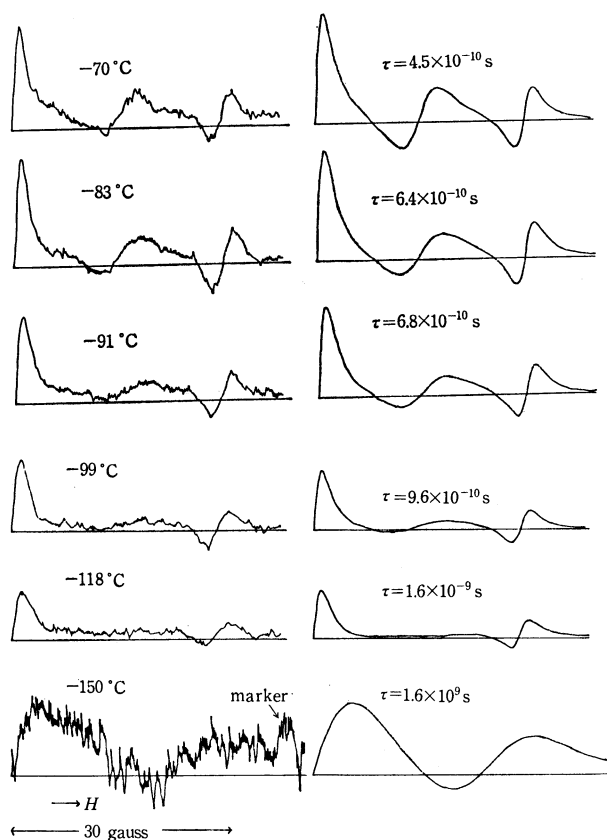 −70 °C
τ=4.5×10⁻¹⁰ s
−83 °C
τ=6.4×10⁻¹⁰ s
−91 °C
τ=6.8×10⁻¹⁰ s
−99 °C
τ=9.6×10⁻¹⁰ s
−118 °C
τ=1.6×10⁻⁹ s
−150 °C
marker
τ=1.6×10⁹ s
→ H
← 30 gauss →